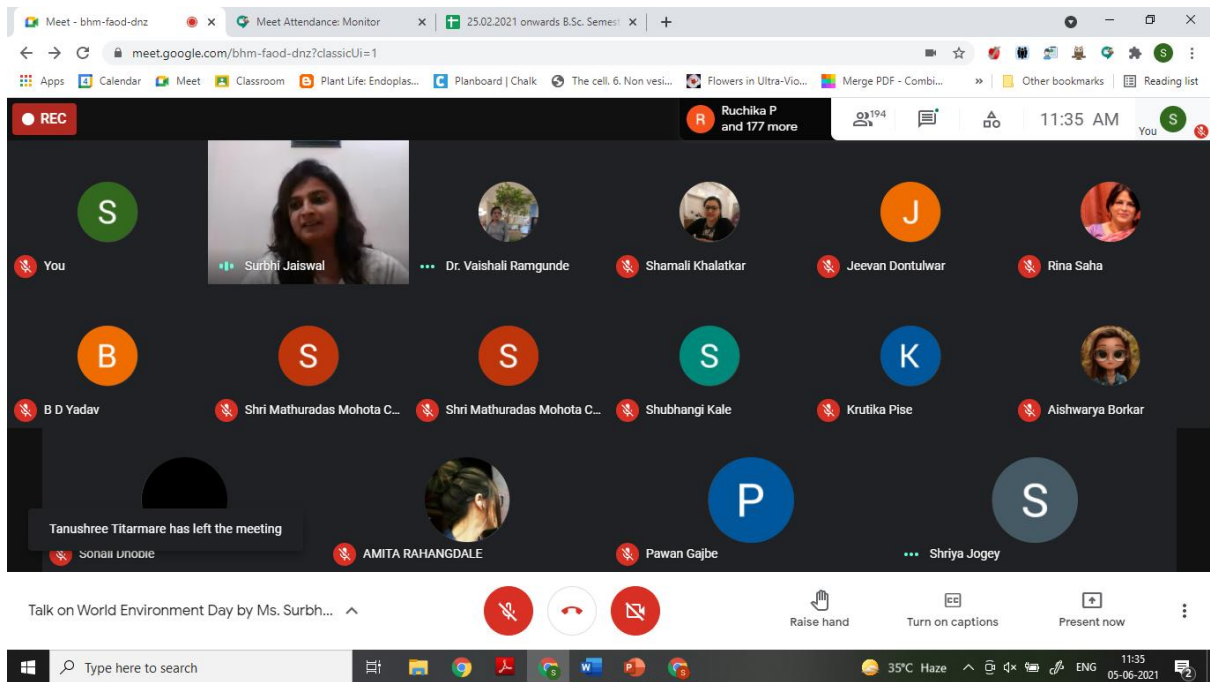 Meet - bhm-faod-dnz
Meet Attendance: Monitor
25.02.2021 onwards B.Sc. Semest
meet.google.com/bhm-faod-dnz?classicUi=1
S
Apps
4 Calendar
Meet
Classroom
B Plant Life: Endoplas...
C Planboard | Chalk
The cell. 6. Non vesi...
Flowers in Ultra-Vio...
Merge PDF - Combi...
»
Other bookmarks
Reading list
REC
R
Ruchika P
and 177 more
194
11:35 AM
You
S
S
You
Surbhi Jaiswal
Dr. Vaishali Ramgunde
Shamali Khalatkar
J
Jeevan Dontulwar
Rina Saha
B
B D Yadav
S
Shri Mathuradas Mohota C...
S
Shri Mathuradas Mohota C...
S
Shubhangi Kale
K
Krutika Pise
Aishwarya Borkar
Tanushree Titarmare has left the meeting
Sonali Dhoble
AMITA RAHANGDALE
P
Pawan Gajbe
S
Shriya Jogey
Talk on World Environment Day by Ms. Surbh...
Raise hand
CC
Turn on captions
Present now
Type here to search
35°C Haze
ENG
11:35
05-06-2021
2